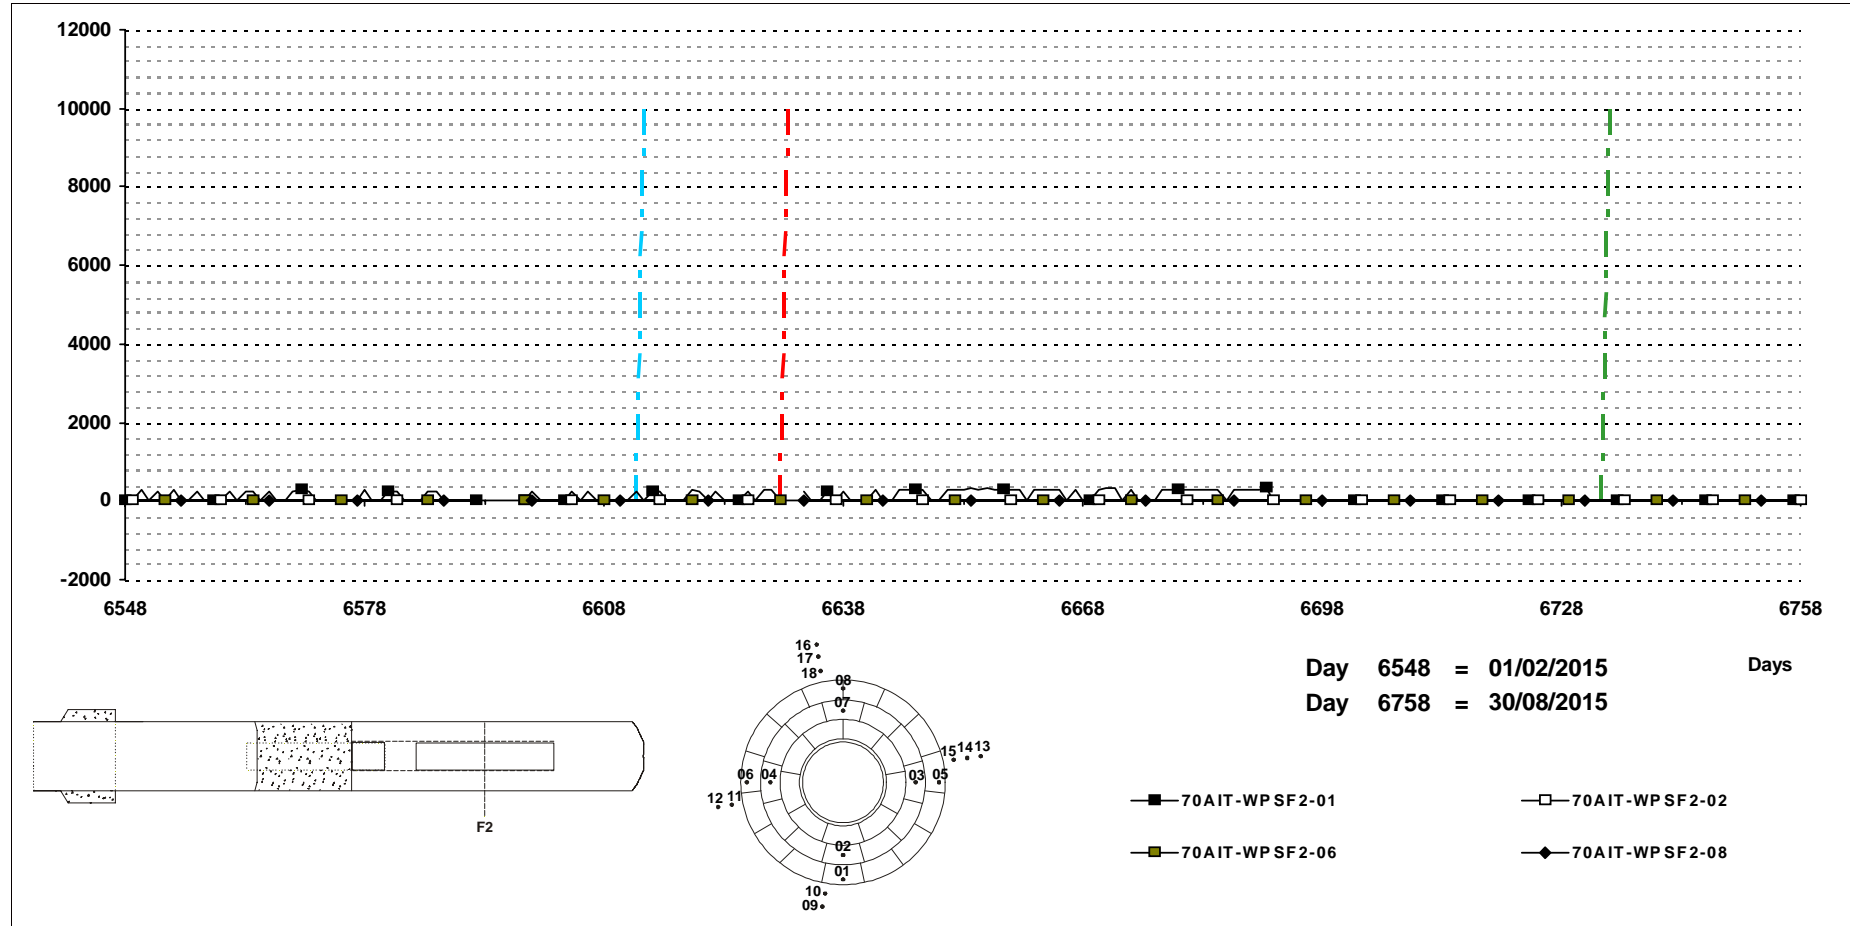 12000
10000
8000
6000
4000
2000
0
-2000
6548 6578 6608 6638 6668 6698 6728 6758
Days
Day 6548 = 01/02/2015
Day 6758 = 30/08/2015
F2
16
17
18
08
07
15 14 13
06 04 03 05
12 11
02
01
10
09
70AIT-WPSF2-01 70AIT-WPSF2-02
70AIT-WPSF2-06 70AIT-WPSF2-08